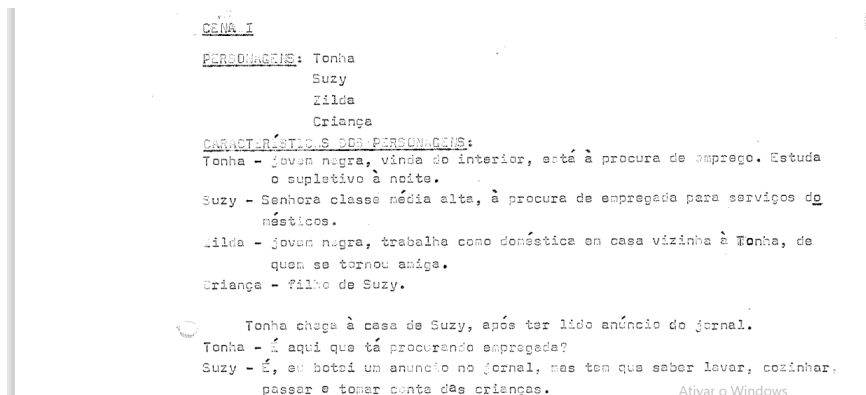 CENA I
PERSONAGENS: Tonha
Suzy
Zilda
Criança
CARACTERÍSTICAS DOS PERSONAGENS:
Tonha - jovem negra, vinda do interior, está à procura de emprego. Estuda
o supletivo à noite.
Suzy - Senhora classe média alta, à procura de empregada para serviços do
mésticos.
Zilda - jovem negra, trabalha como doméstica em casa vizinha à Tonha, de
quem se tornou amiga.
Criança - filho de Suzy.
Tonha chega à casa de Suzy, após ter lido anúncio do jornal.
Tonha - É aqui que tá procurando empregada?
Suzy - É, eu botei um anuncio no jornal, mas tem que saber lavar, cozinhar,
passar e tomar conta das crianças.
Ativar o Windows